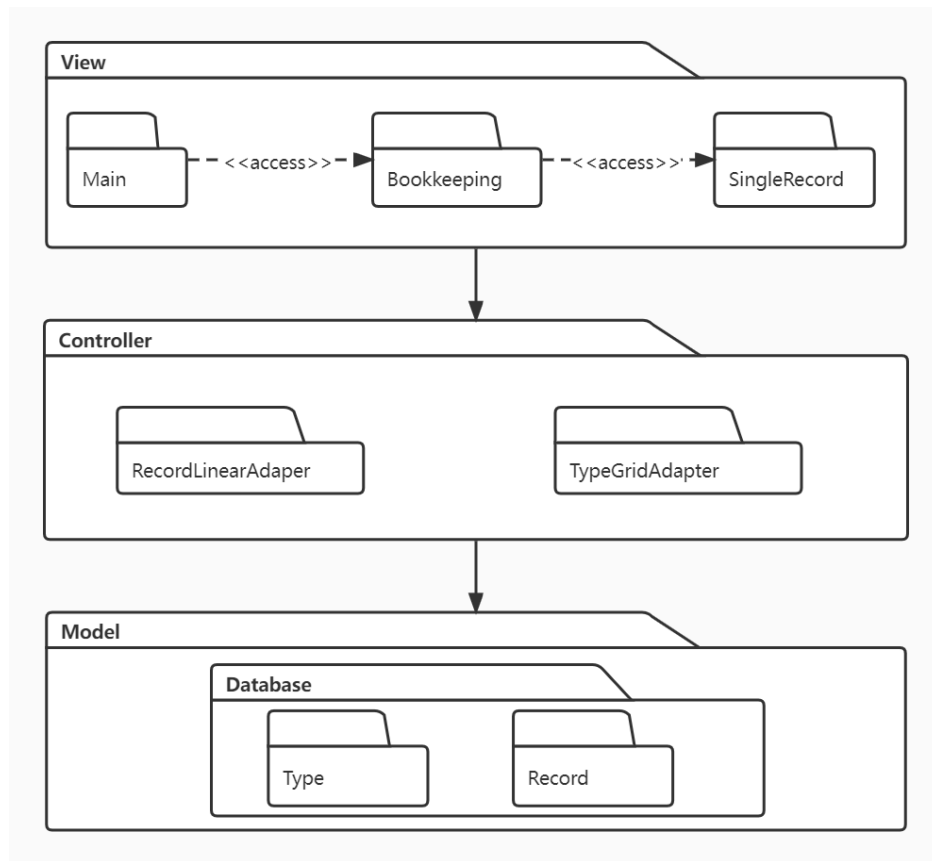 View
Main
<<access>>
Bookkeeping
<<access>>
SingleRecord
Controller
RecordLinearAdaper
TypeGridAdapter
Model
Database
Type
Record